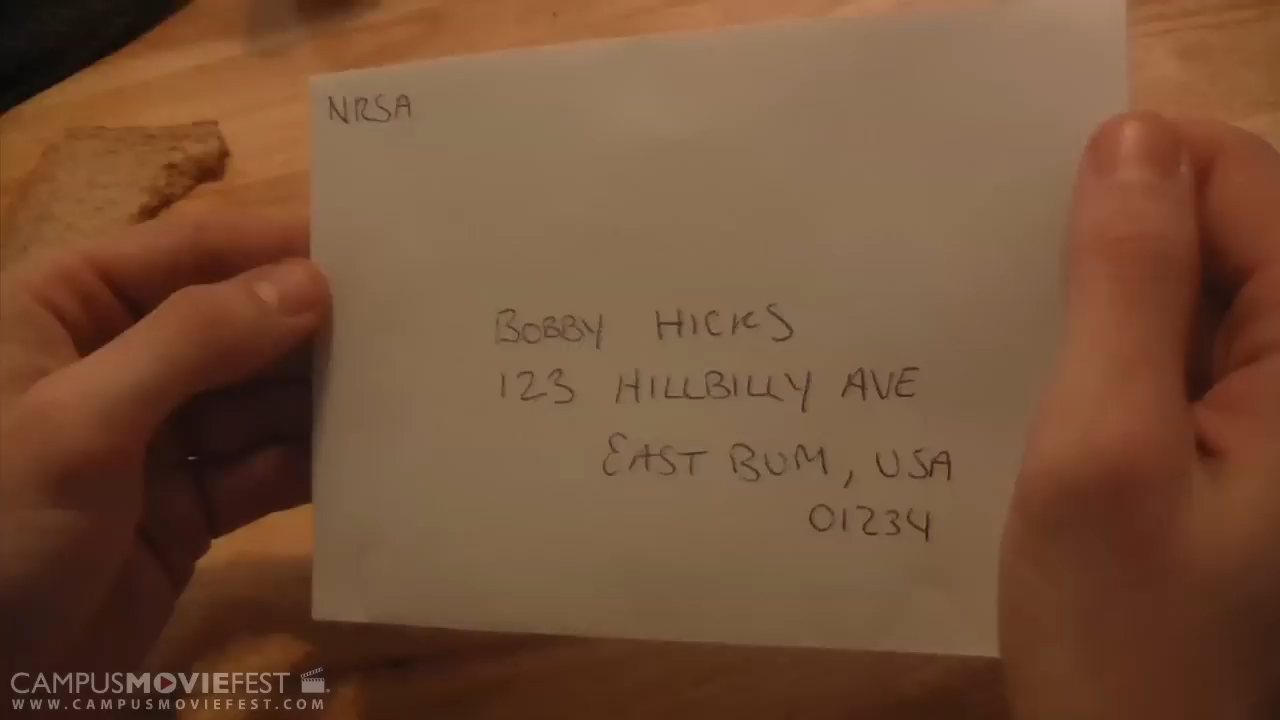 NRSA
BOBBY HICKS
123 HILLBILLY AVE
EAST BUM, USA
01234
CAMPUSMOVIEFEST
WWW.CAMPUSMOVIEFEST.COM